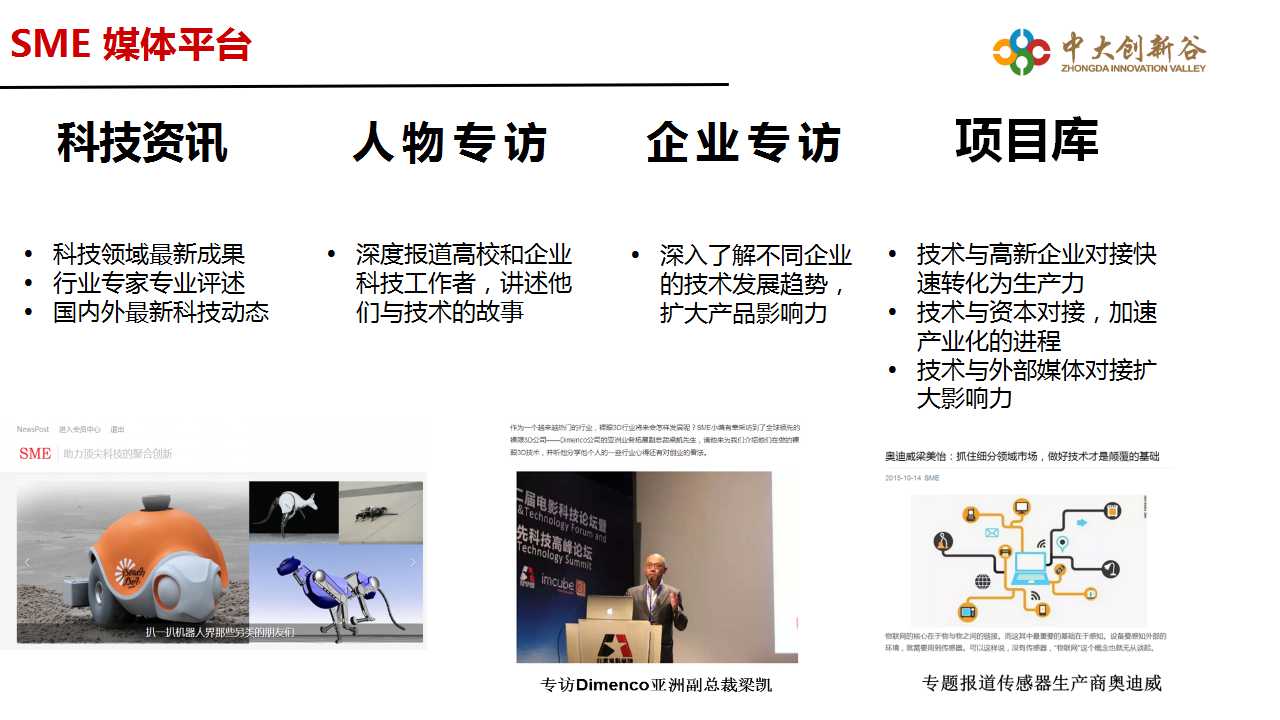 SME 媒体平台
中大创新谷
ZHONGDA INNOVATION VALLEY
科技资讯
• 科技领域最新成果
• 行业专家专业评述
• 国内外最新科技动态
人物专访
• 深度报道高校和企业
科技工作者，讲述他
们与技术的故事
企业专访
• 深入了解不同企业
的技术发展趋势，
扩大产品影响力
项目库
• 技术与高新企业对接快
速转化为生产力
• 技术与资本对接，加速
产业化的进程
• 技术与外部媒体对接扩
大影响力
NewsPost 进入会员中心 退出
SME 助力顶尖科技的聚合创新
扒一扒机器人界那些另类的朋友们
作为一个越来越热门的行业，裸眼3D行业将来会怎样发展呢？SME小编有幸采访到了全球领先的
裸眼3D公司——Dimenco公司的亚洲业务拓展副总裁梁凯先生，请他来为我们介绍他们在做的裸
眼3D技术，并听他分享他个人的一些行业心得还有对创业的看法。
二届电影科技论坛暨
&Technology Forum and
先科技高峰论坛
Technology Summit
imcube
专访Dimenco亚洲副总裁梁凯
奥迪威梁美怡：抓住细分领域市场，做好技术才是颠覆的基础
2015-10-14 SME
物联网的核心在于物与物之间的链接。而这其中最重要的基础在于感知。设备要感知外部的
环境，就需要用到传感器。可以这样说，没有传感器，"物联网"这个概念也就无从谈起。
专题报道传感器生产商奥迪威